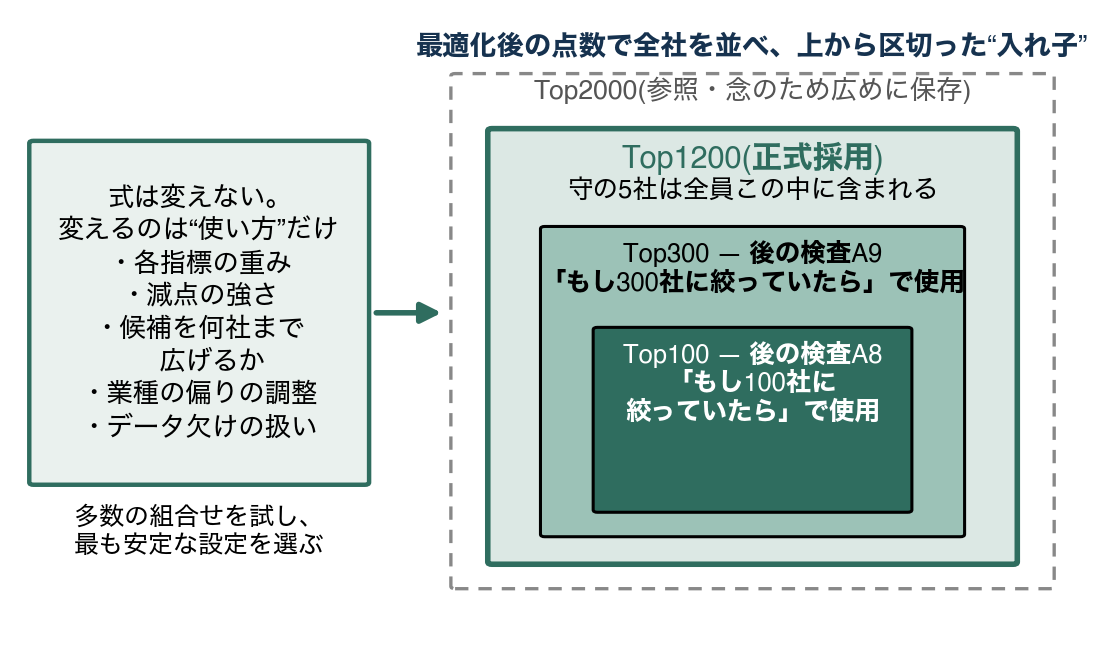 最適化後の点数で全社を並べ、上から区切った“入れ子”
Top2000(参照・念のため広めに保存)
Top1200(正式採用)
守の5社は全員この中に含まれる
Top300 — 後の検査A9
「もし300社に絞っていたら」で使用
Top100 — 後の検査A8
「もし100社に
絞っていたら」で使用
式は変えない。
変えるのは“使い方”だけ
・各指標の重み
・減点の強さ
・候補を何社まで
広げるか
・業種の偏りの調整
・データ欠けの扱い
多数の組合せを試し、
最も安定な設定を選ぶ